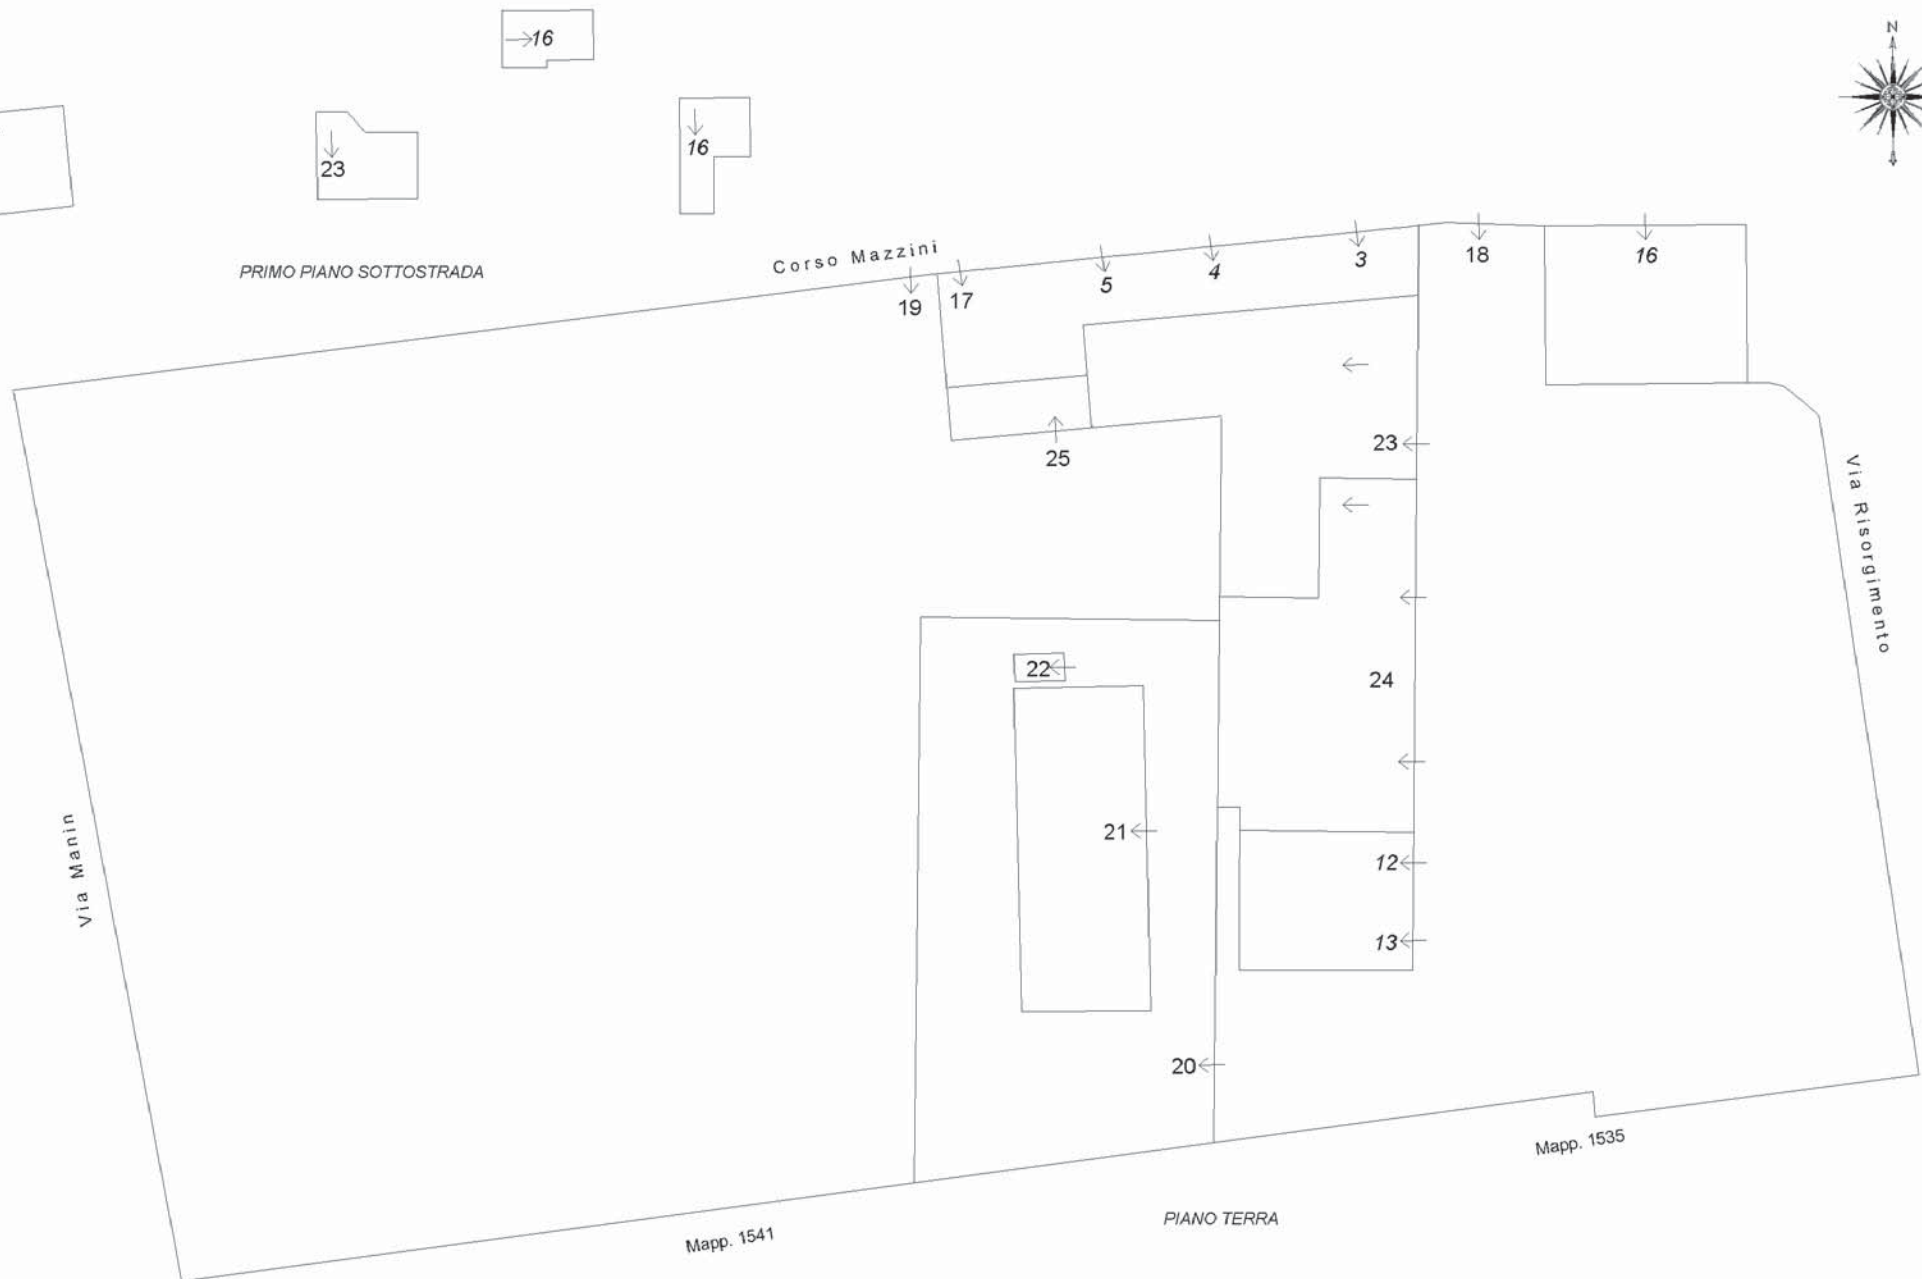 N
16
23
16
PRIMO PIANO SOTTOSTRADA
Corso Mazzini
19
17
5
4
3
18
16
25
23
Via Risorgimento
22
24
21
12
13
Via Manin
20
Mapp. 1535
PIANO TERRA
Mapp. 1541